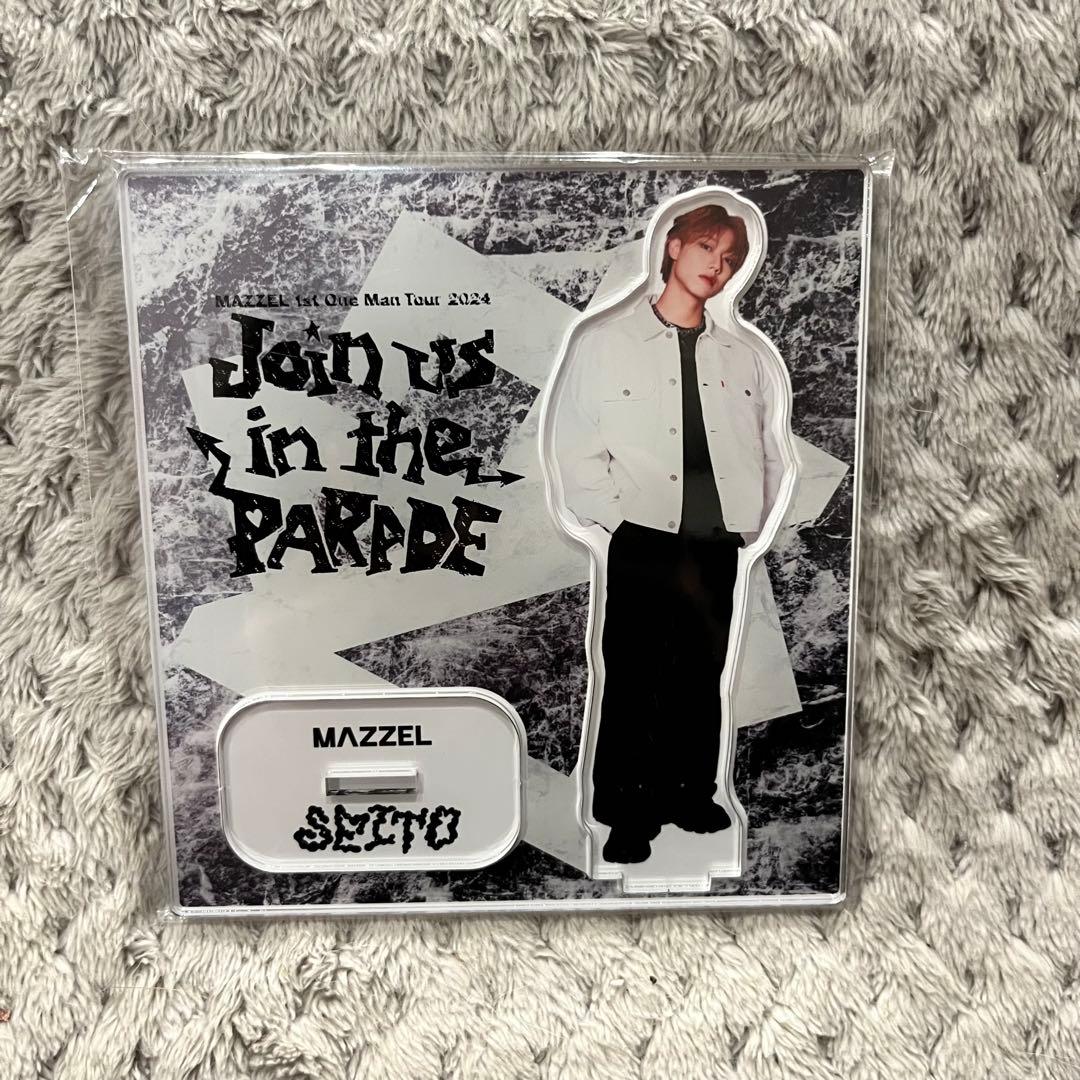 MAZZEL 1st One Man Tour 2024
Join us
in the
PARADE
MAZZEL
SEITO